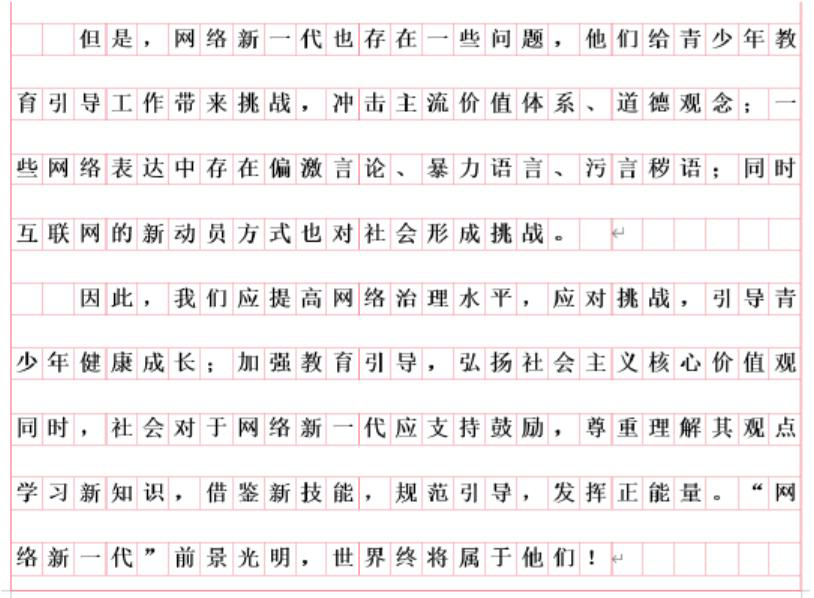 但是，网络新一代也存在一些问题，他们给青少年教
育引导工作带来挑战，冲击主流价值体系、道德观念；一
些网络表达中存在偏激言论、暴力语言、污言秽语；同时
互联网的新动员方式也对社会形成挑战。
因此，我们应提高网络治理水平，应对挑战，引导青
少年健康成长；加强教育引导，弘扬社会主义核心价值观
同时，社会对于网络新一代应支持鼓励，尊重理解其观点
学习新知识，借鉴新技能，规范引导，发挥正能量。“网
络新一代”前景光明，世界终将属于他们！